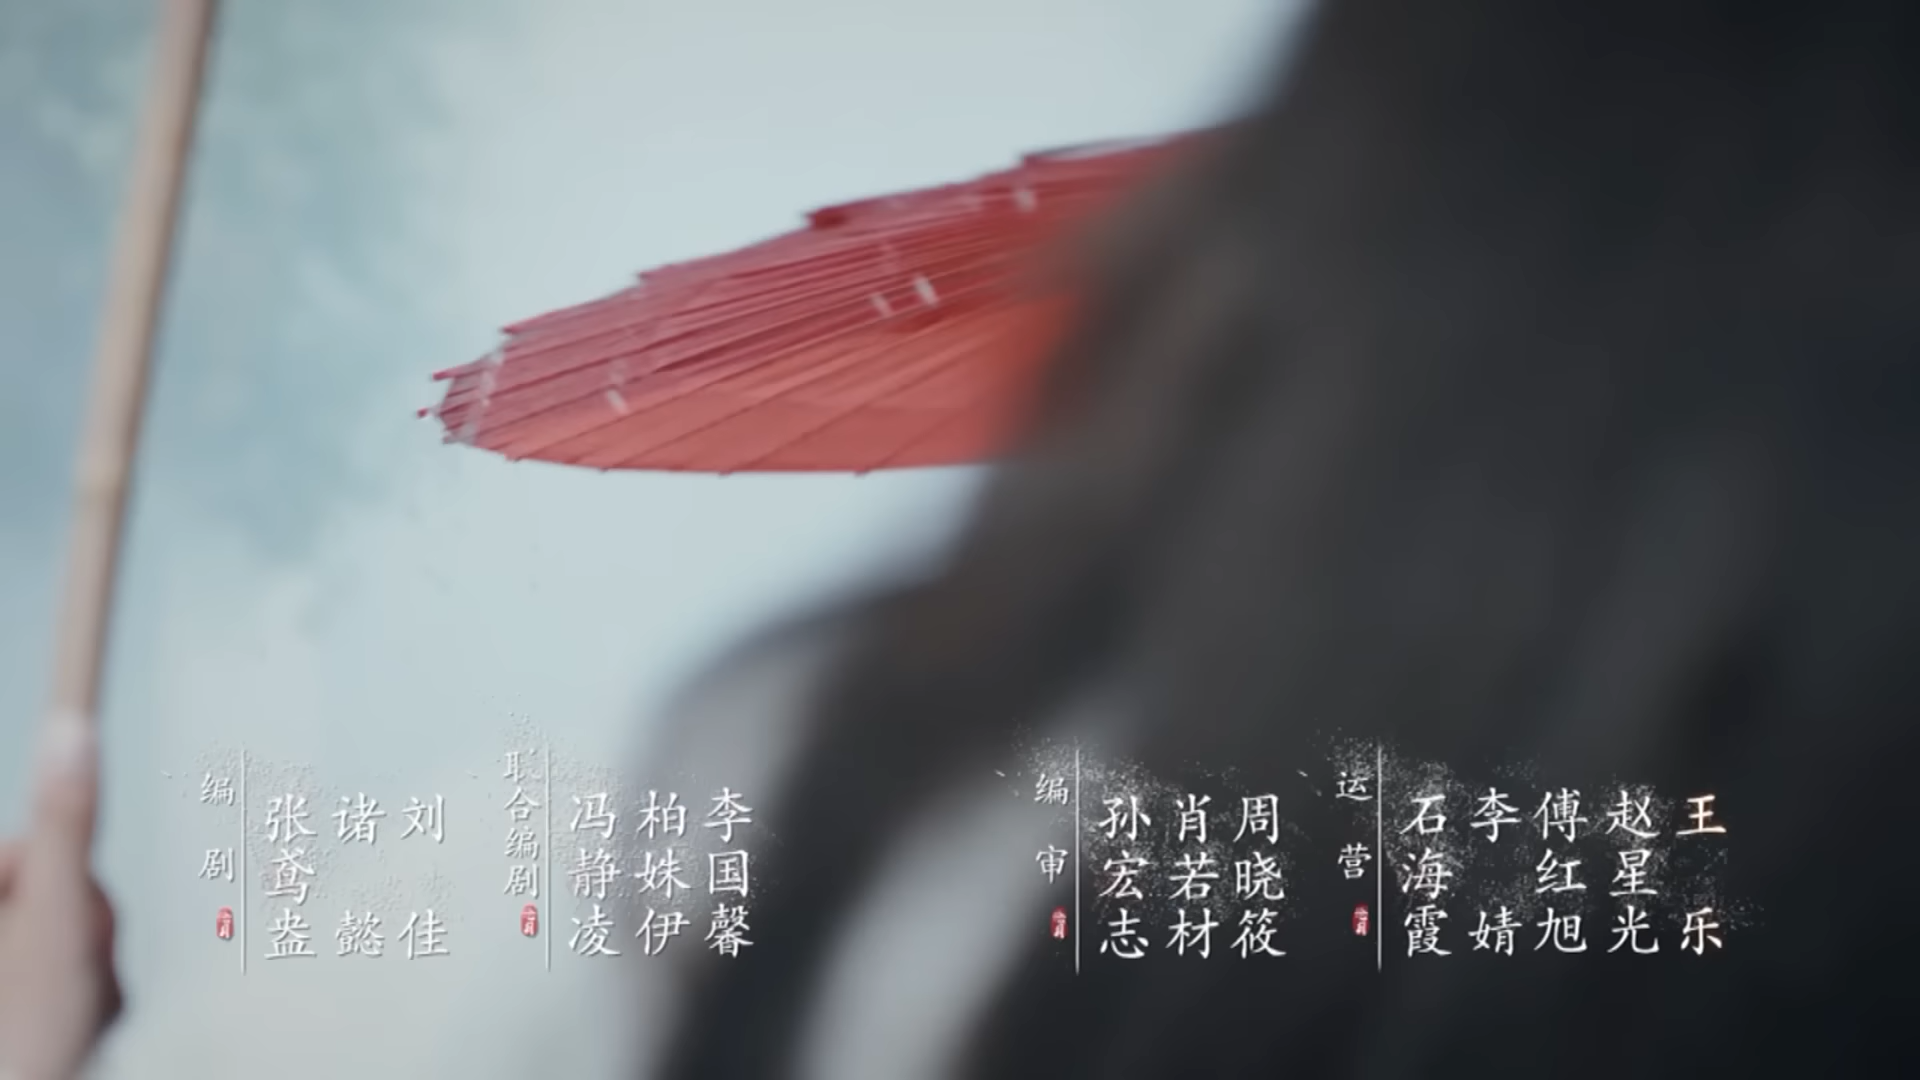 编剧
张鸢盎
诸懿
刘佳
联合编剧
冯静凌
柏姝伊
李国馨
编审
孙宏志
肖若材
周晓筱
运营
石海霞
李婧
傅红旭
赵星光
王乐